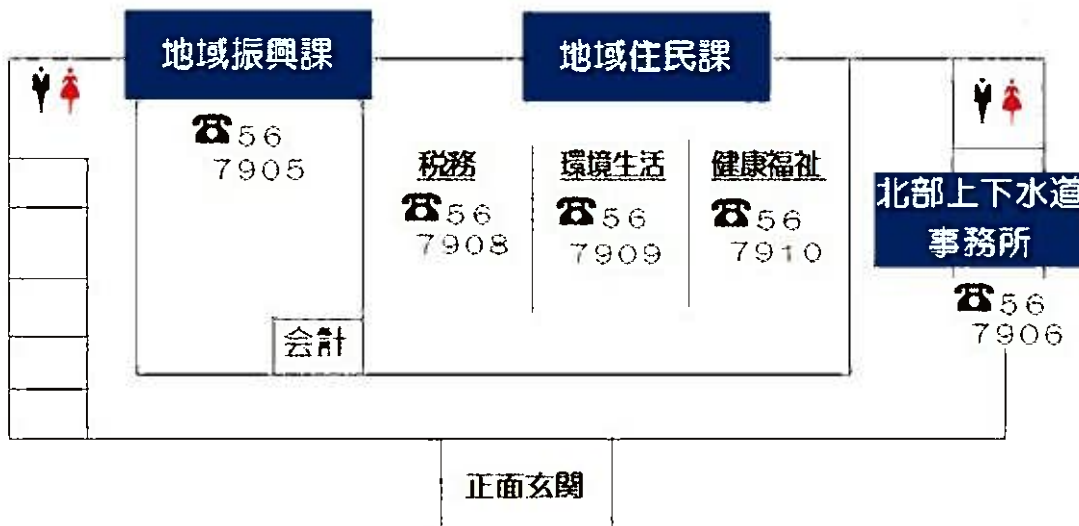 地域振興課
☎56
7905
会計
地域住民課
税務
☎56
7908
環境生活
☎56
7909
健康福祉
☎56
7910
北部上下水道
事務所
☎56
7906
正面玄関